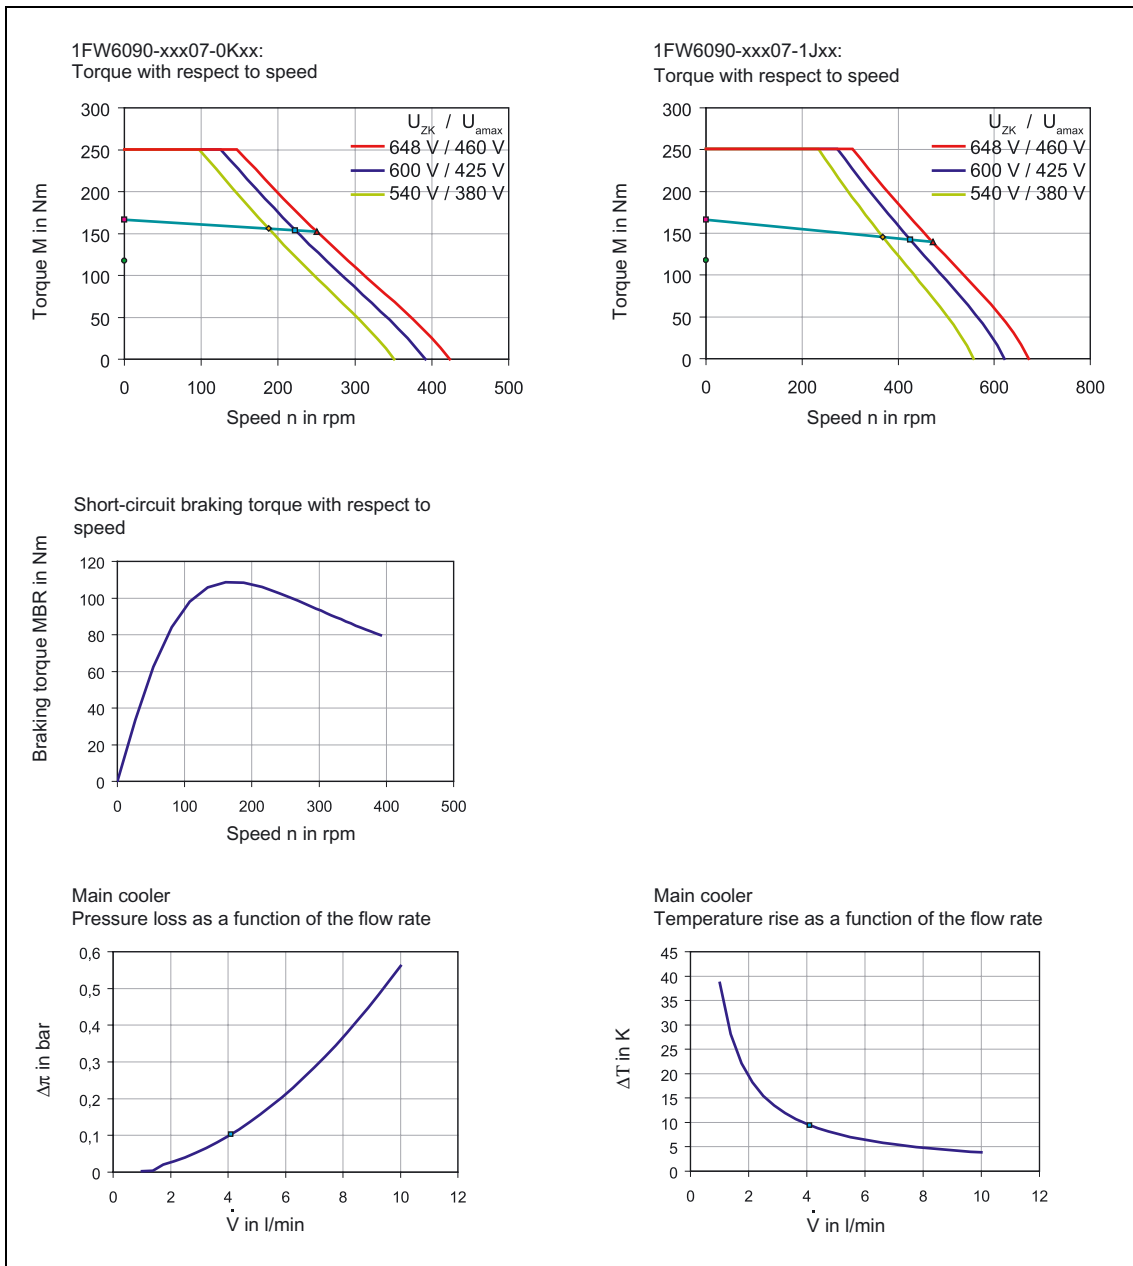 1FW6090-xxx07-0Kxx:
Torque with respect to speed
U_ZK / U_amax
648 V / 460 V
600 V / 425 V
540 V / 380 V
Torque M in Nm
300
250
200
150
100
50
0
0 100 200 300 400 500
Speed n in rpm
1FW6090-xxx07-1Jxx:
Torque with respect to speed
U_ZK / U_amax
648 V / 460 V
600 V / 425 V
540 V / 380 V
Torque M in Nm
300
250
200
150
100
50
0
0 200 400 600 800
Speed n in rpm
Short-circuit braking torque with respect to
speed
Braking torque MBR in Nm
120
100
80
60
40
20
0
0 100 200 300 400 500
Speed n in rpm
Main cooler
Pressure loss as a function of the flow rate
Δπ in bar
0,6
0,5
0,4
0,3
0,2
0,1
0
0 2 4 6 8 10 12
V̇ in l/min
Main cooler
Temperature rise as a function of the flow rate
ΔT in K
45
40
35
30
25
20
15
10
5
0
0 2 4 6 8 10 12
V̇ in l/min